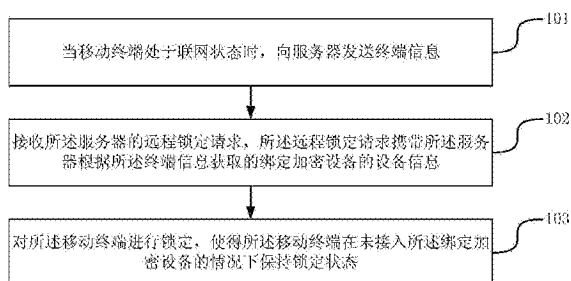 101
当移动终端处于联网状态时，向服务器发送终端信息
102
接收所述服务器的远程锁定请求，所述远程锁定请求携带所述服务
器根据所述终端信息获取的绑定加密设备的设备信息
103
对所述移动终端进行锁定，使得所述移动终端在未接入所述绑定加
密设备的情况下保持锁定状态